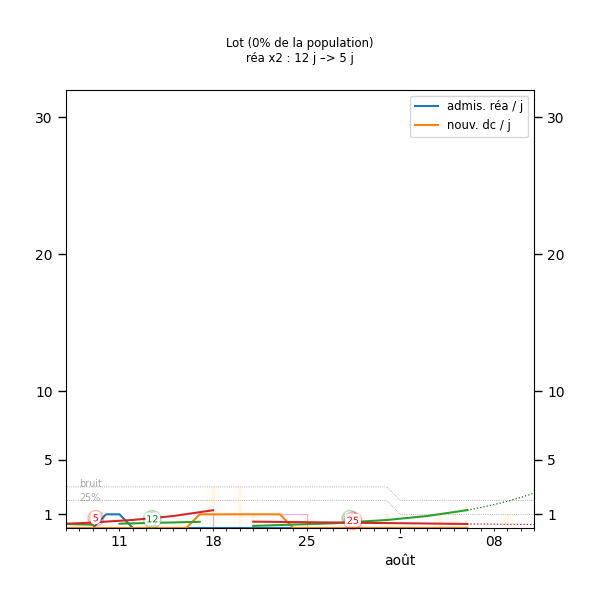 Lot (0% de la population)
réa x2 : 12 j –> 5 j
admis. réa / j
nouv. dc / j
30 30
20 20
10 10
5 5
bruit
25%
1 1
5 12 25
11 18 25 - 08
août